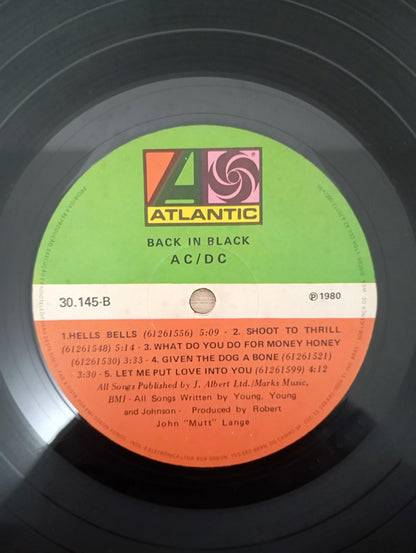 ATLANTIC
BACK IN BLACK
AC/DC
30.145-B
℗ 1980
1.HELLS BELLS (61261556) 5:09 - 2. SHOOT TO THRILL
(61261548) 5:14 - 3. WHAT DO YOU DO FOR MONEY HONEY
(61261530) 3:33 - 4. GIVEN THE DOG A BONE (61261521)
3:30 - 5. LET ME PUT LOVE INTO YOU (61261599) 4:12
All Songs Published by J. Albert Ltd./Marks Music,
BMI - All Songs Written by Young, Young
and Johnson - Produced by Robert
John "Mutt" Lange